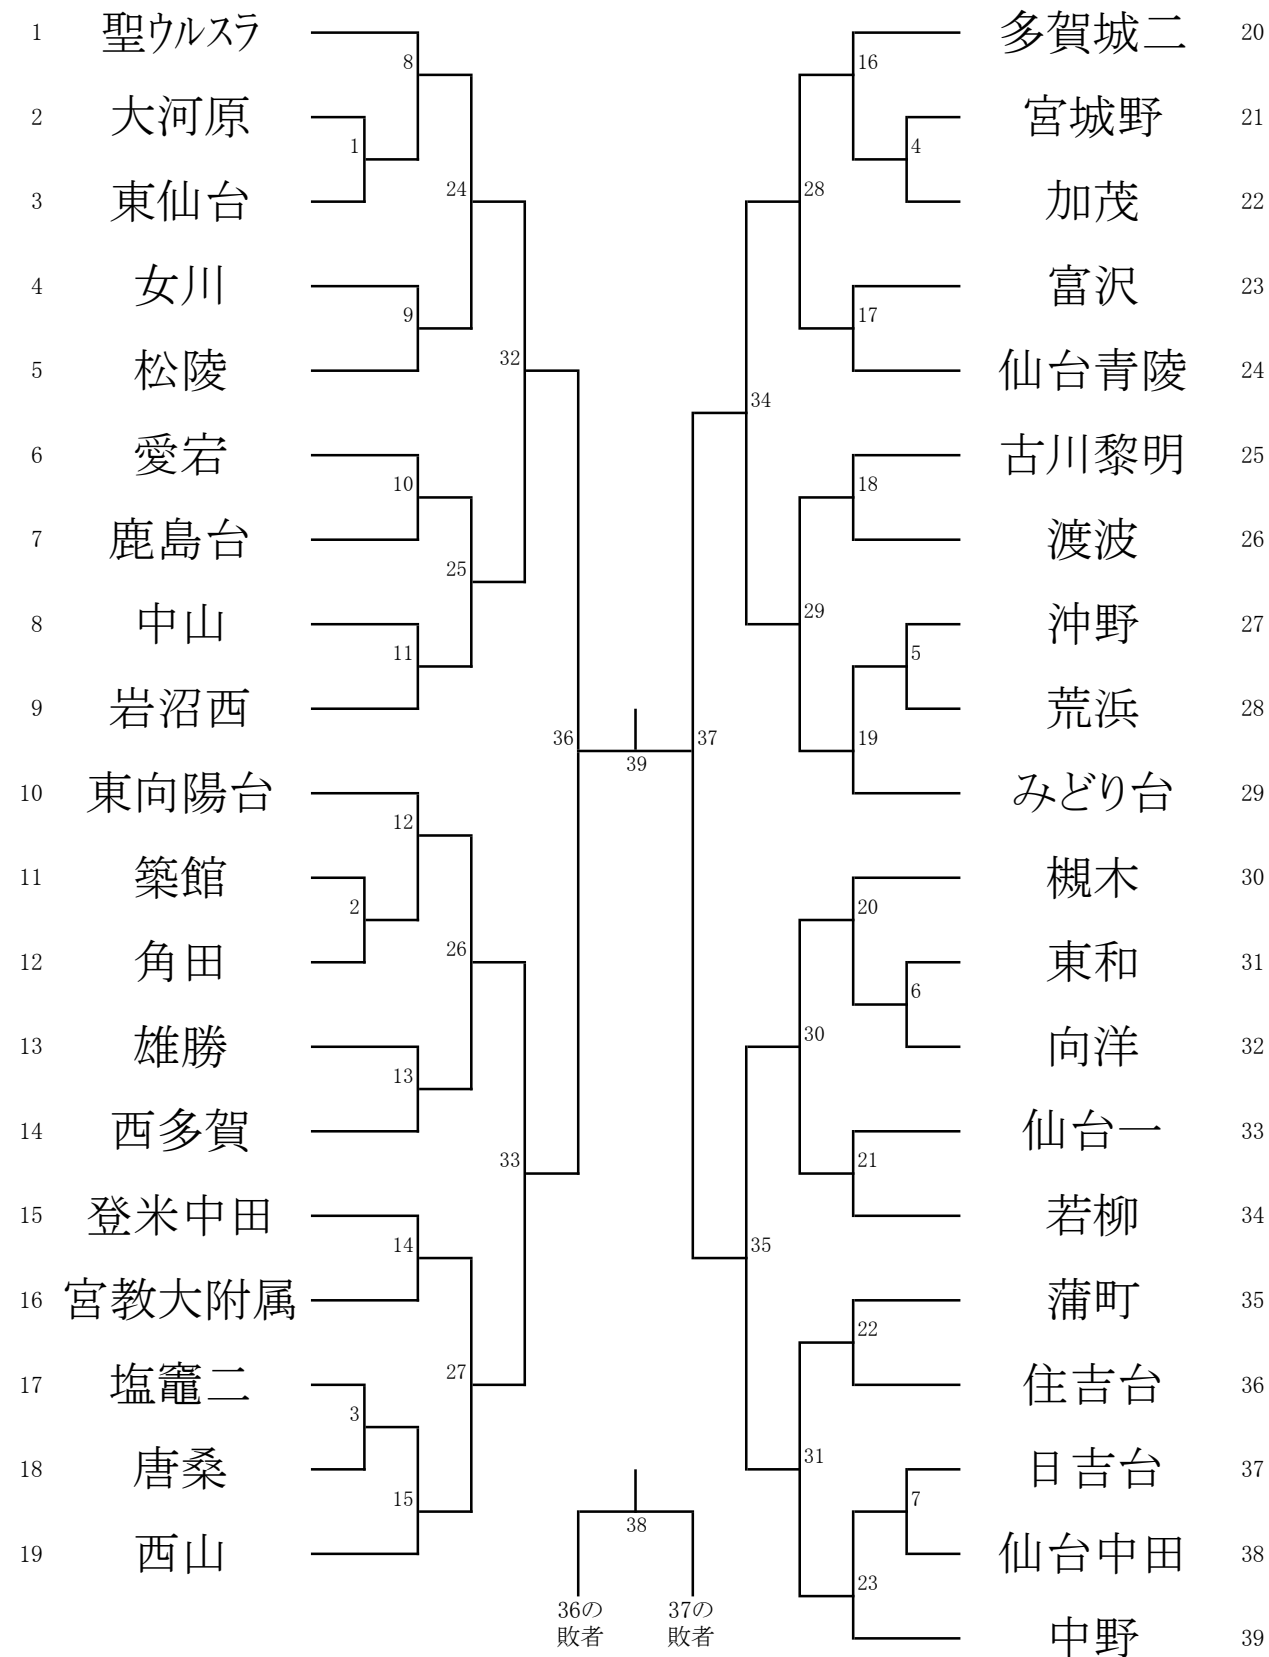 1 聖ウルスラ
2 大河原
3 東仙台
4 女川
5 松陵
6 愛宕
7 鹿島台
8 中山
9 岩沼西
10 東向陽台
11 築館
12 角田
13 雄勝
14 西多賀
15 登米中田
16 宮教大附属
17 塩竈二
18 唐桑
19 西山
8
1
24
9
32
10
25
11
36
12
2
26
13
33
14
27
3
15
39
38
36の
敗者
37の
敗者
37
16
4
28
17
34
18
29
5
19
20
6
30
21
35
22
31
7
23
多賀城二 20
宮城野 21
加茂 22
富沢 23
仙台青陵 24
古川黎明 25
渡波 26
沖野 27
荒浜 28
みどり台 29
槻木 30
東和 31
向洋 32
仙台一 33
若柳 34
蒲町 35
住吉台 36
日吉台 37
仙台中田 38
中野 39